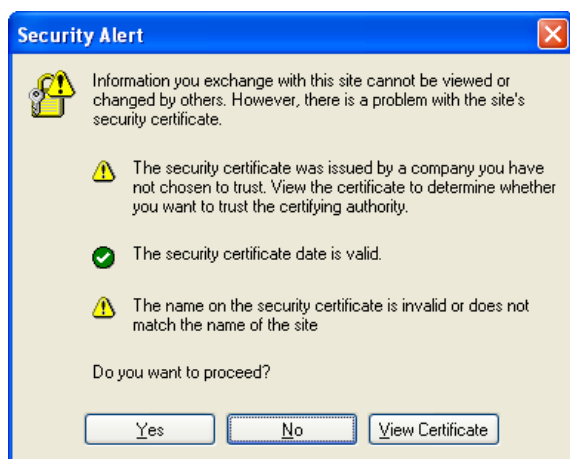 Security Alert
Information you exchange with this site cannot be viewed or
changed by others. However, there is a problem with the site's
security certificate.
The security certificate was issued by a company you have
not chosen to trust. View the certificate to determine whether
you want to trust the certifying authority.
The security certificate date is valid.
The name on the security certificate is invalid or does not
match the name of the site
Do you want to proceed?
Yes No View Certificate